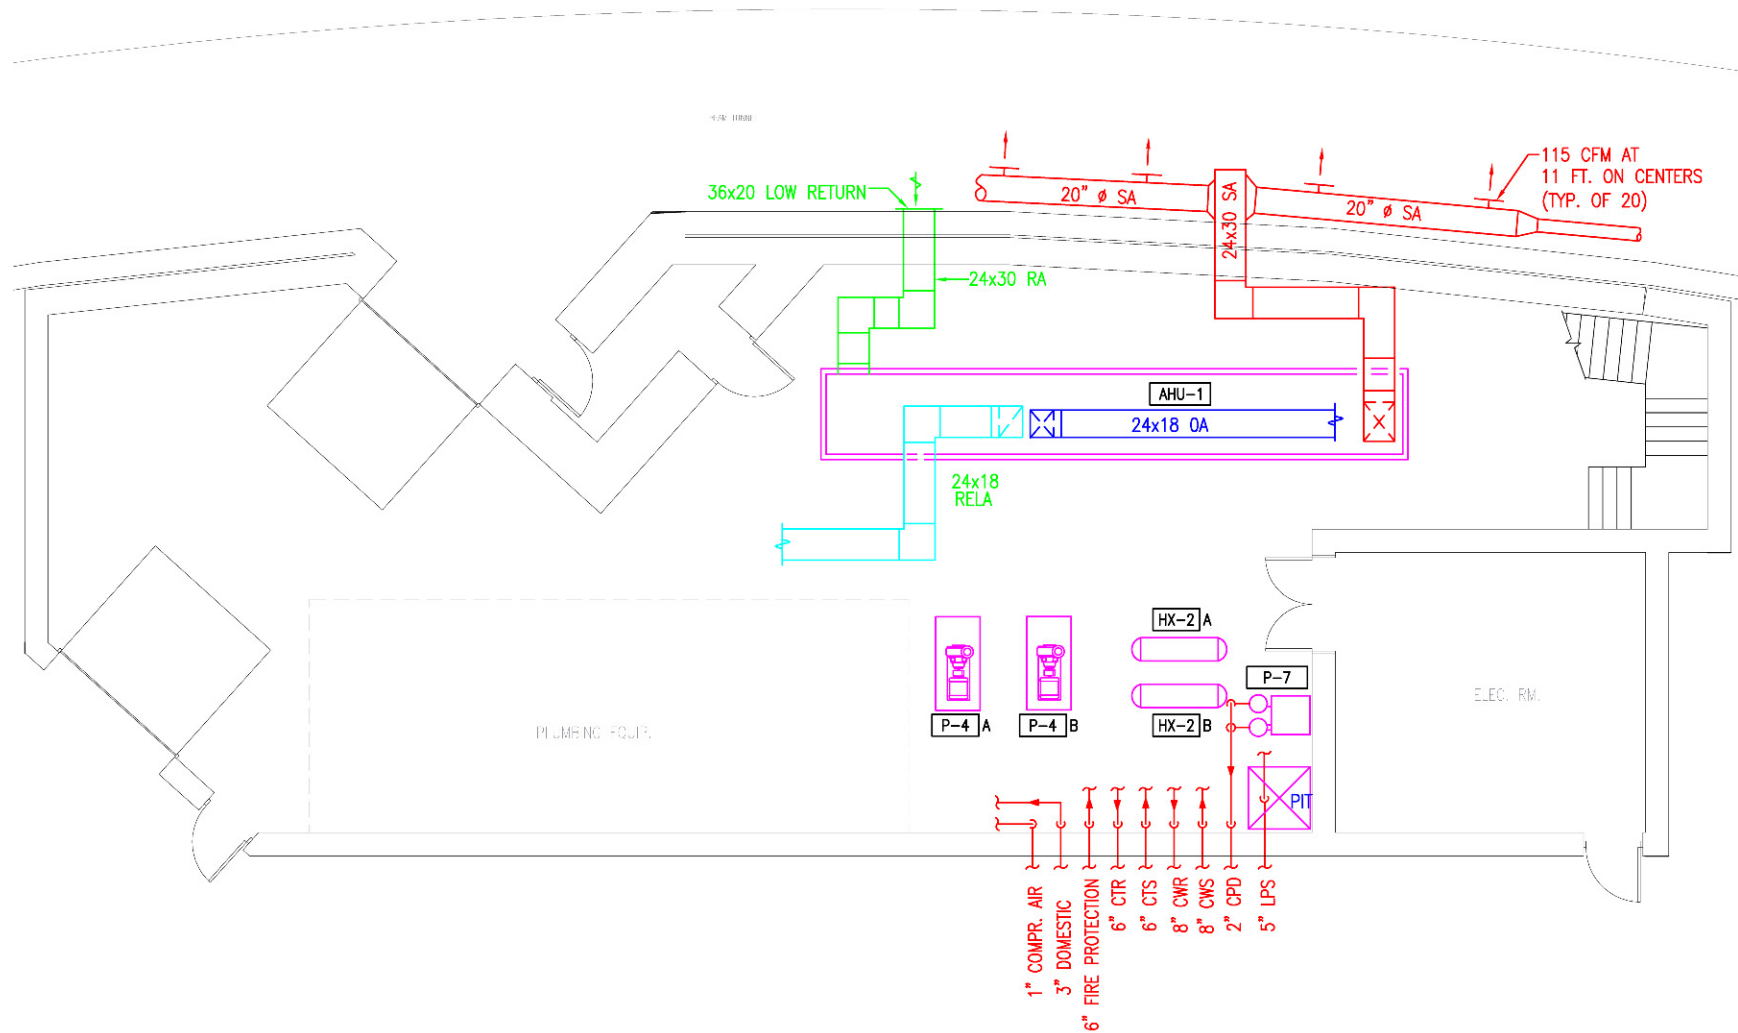 115 CFM AT
11 FT. ON CENTERS
(TYP. OF 20)
36x20 LOW RETURN
20" ø SA
24x30 SA
20" ø SA
24x30 RA
AHU-1
24x18 OA
24x18
RELA
HX-2 A
P-7
ELEC. RM.
P-4 A
P-4 B
HX-2 B
PLUMBING EQUIP.
PIT
1" COMPR. AIR
3" DOMESTIC
6" FIRE PROTECTION
6" CTR
6" CTS
8" CWR
8" CWS
2" CPD
5" LPS